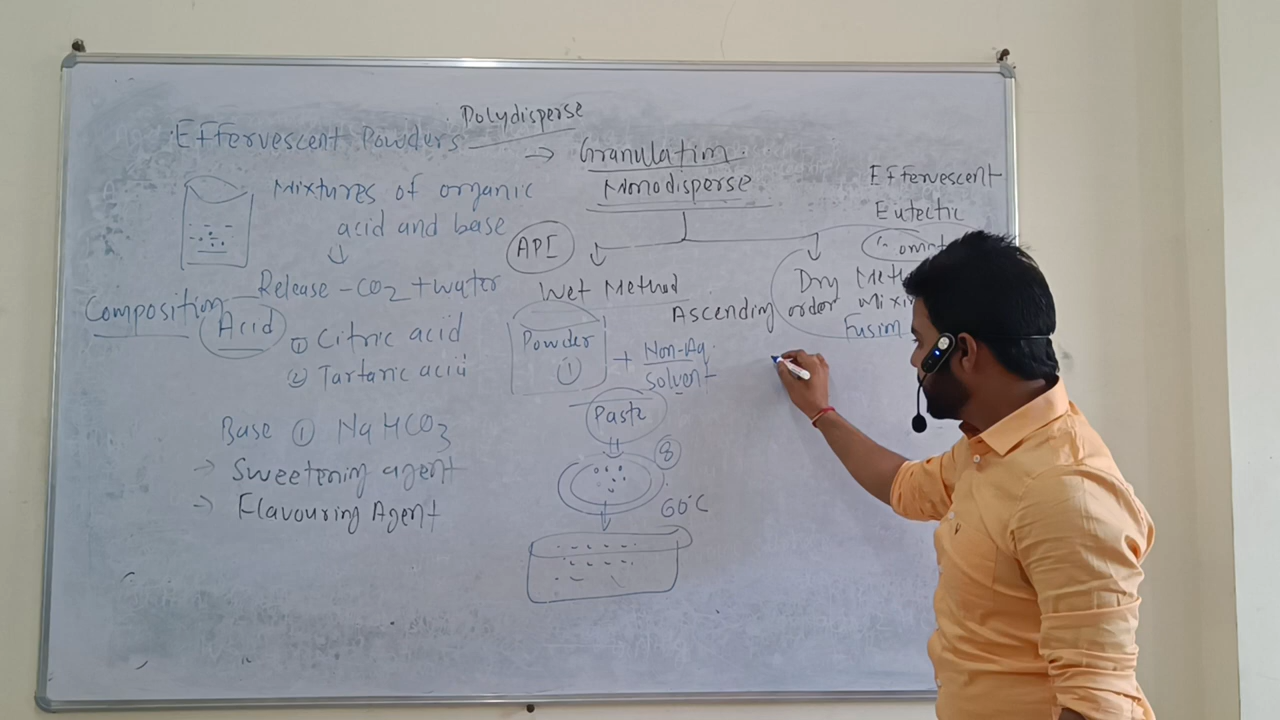 Polydisperse
Effervescent Powders
→ Granulation
Monodisperse
Mixtures of organic
acid and base
↓
Release - CO2 + water
Composition
Acid
① Citric acid
② Tartaric acid
Base ① NaHCO3
→ Sweetening agent
→ Flavouring Agent
API
Wet Method
Powder
①
+ Non-Aq.
Solvent
Paste
8
60°C
Effervescent
Eutectic
Dry
Ascending order
Fusion